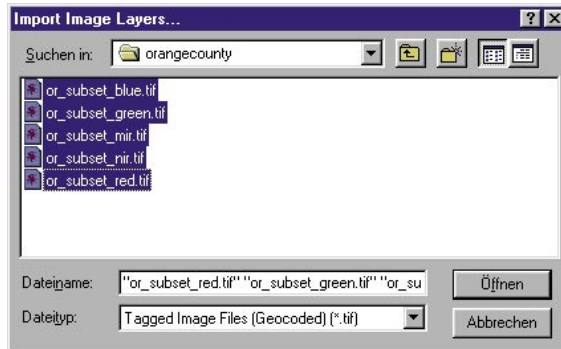 Import Image Layers...
Suchen in: orangecounty
or_subset_blue.tif
or_subset_green.tif
or_subset_mir.tif
or_subset_nir.tif
or_subset_red.tif
Dateiname: "or_subset_red.tif" "or_subset_green.tif" "or_su
Öffnen
Dateityp: Tagged Image Files (Geocoded) (*.tif)
Abbrechen